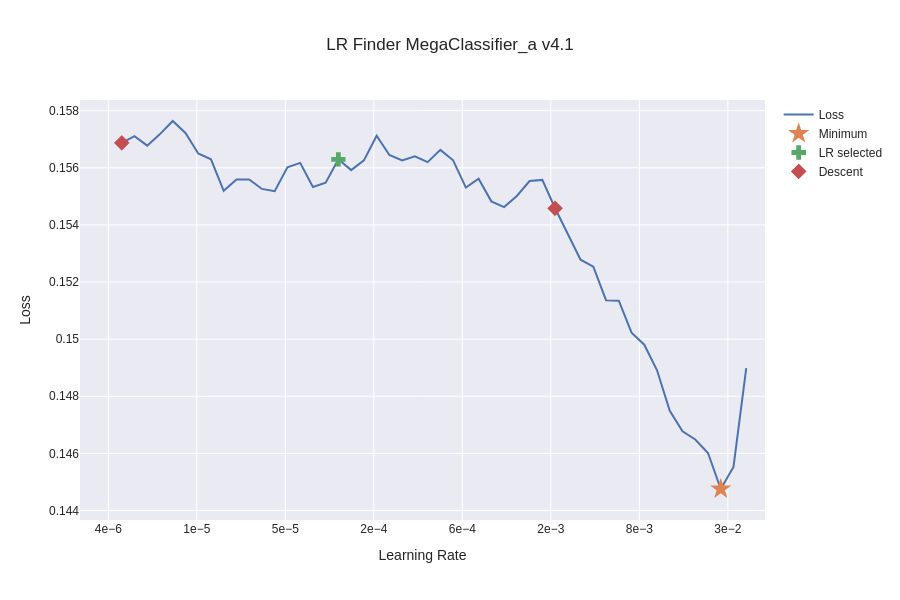 LR Finder MegaClassifier_a v4.1
0.158
0.156
0.154
0.152
0.15
0.148
0.146
0.144
Loss
4e−6
1e−5
5e−5
2e−4
6e−4
2e−3
8e−3
3e−2
Learning Rate
Loss
Minimum
LR selected
Descent